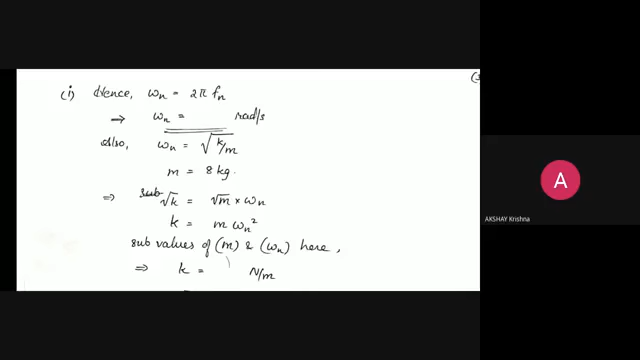 (i) Hence, ωn = 2π fn
→ ωn = rad/s
Also, ωn = √k/m
m = 8 kg.
⇒ sub √k = √m × ωn
k = m ωn²
sub values of (m) & (ωn) here,
⇒ k = N/m
A
AKSHAY Krishna